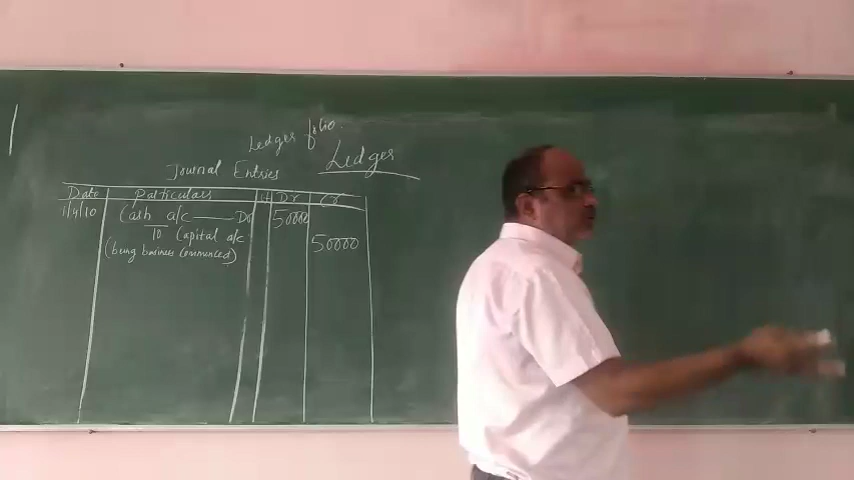 Ledger folio.
Ledger
Journal Entries
Date Particulars lf Dr Cr
1/4/10 Cash a/c —— Dr 50000
To Capital a/c 50000
(being business Commenced)